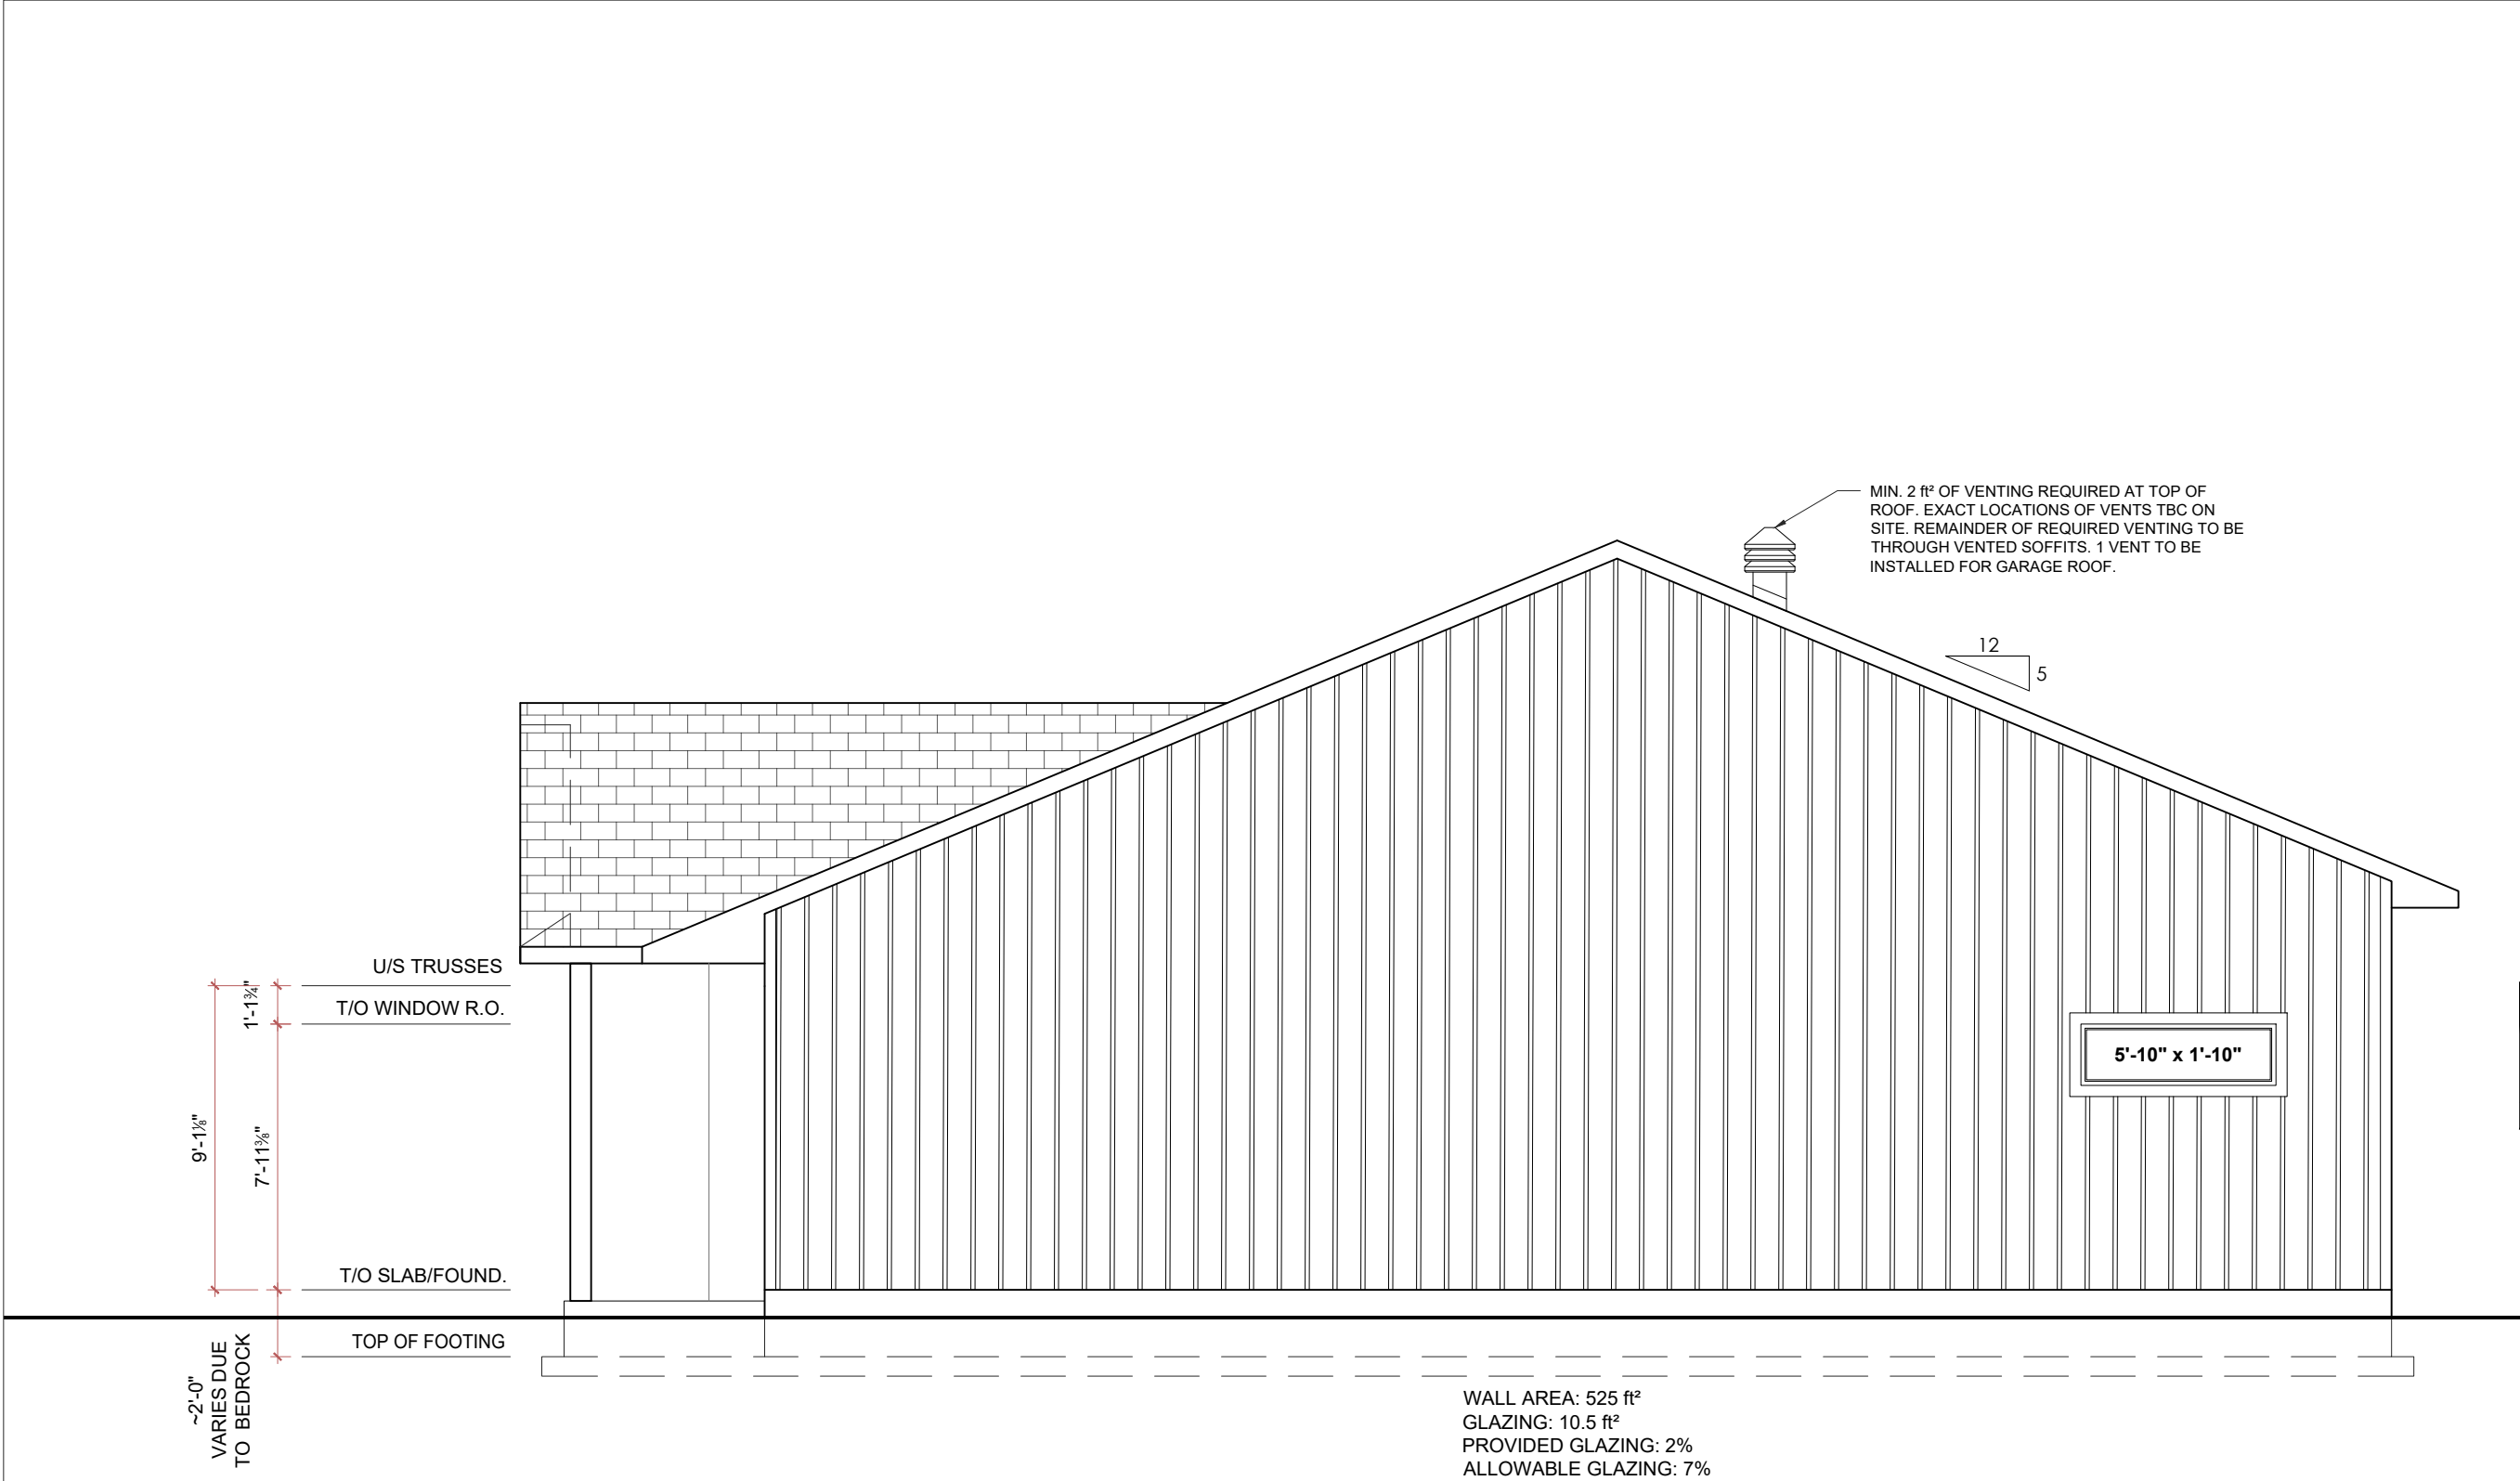 MIN. 2 ft² OF VENTING REQUIRED AT TOP OF
ROOF. EXACT LOCATIONS OF VENTS TBC ON
SITE. REMAINDER OF REQUIRED VENTING TO BE
THROUGH VENTED SOFFITS. 1 VENT TO BE
INSTALLED FOR GARAGE ROOF.
12
5
U/S TRUSSES
1'-1¾"
T/O WINDOW R.O.
5'-10" x 1'-10"
9'-1⅛"
7'-11⅜"
T/O SLAB/FOUND.
TOP OF FOOTING
~2'-0"
VARIES DUE
TO BEDROCK
WALL AREA: 525 ft²
GLAZING: 10.5 ft²
PROVIDED GLAZING: 2%
ALLOWABLE GLAZING: 7%